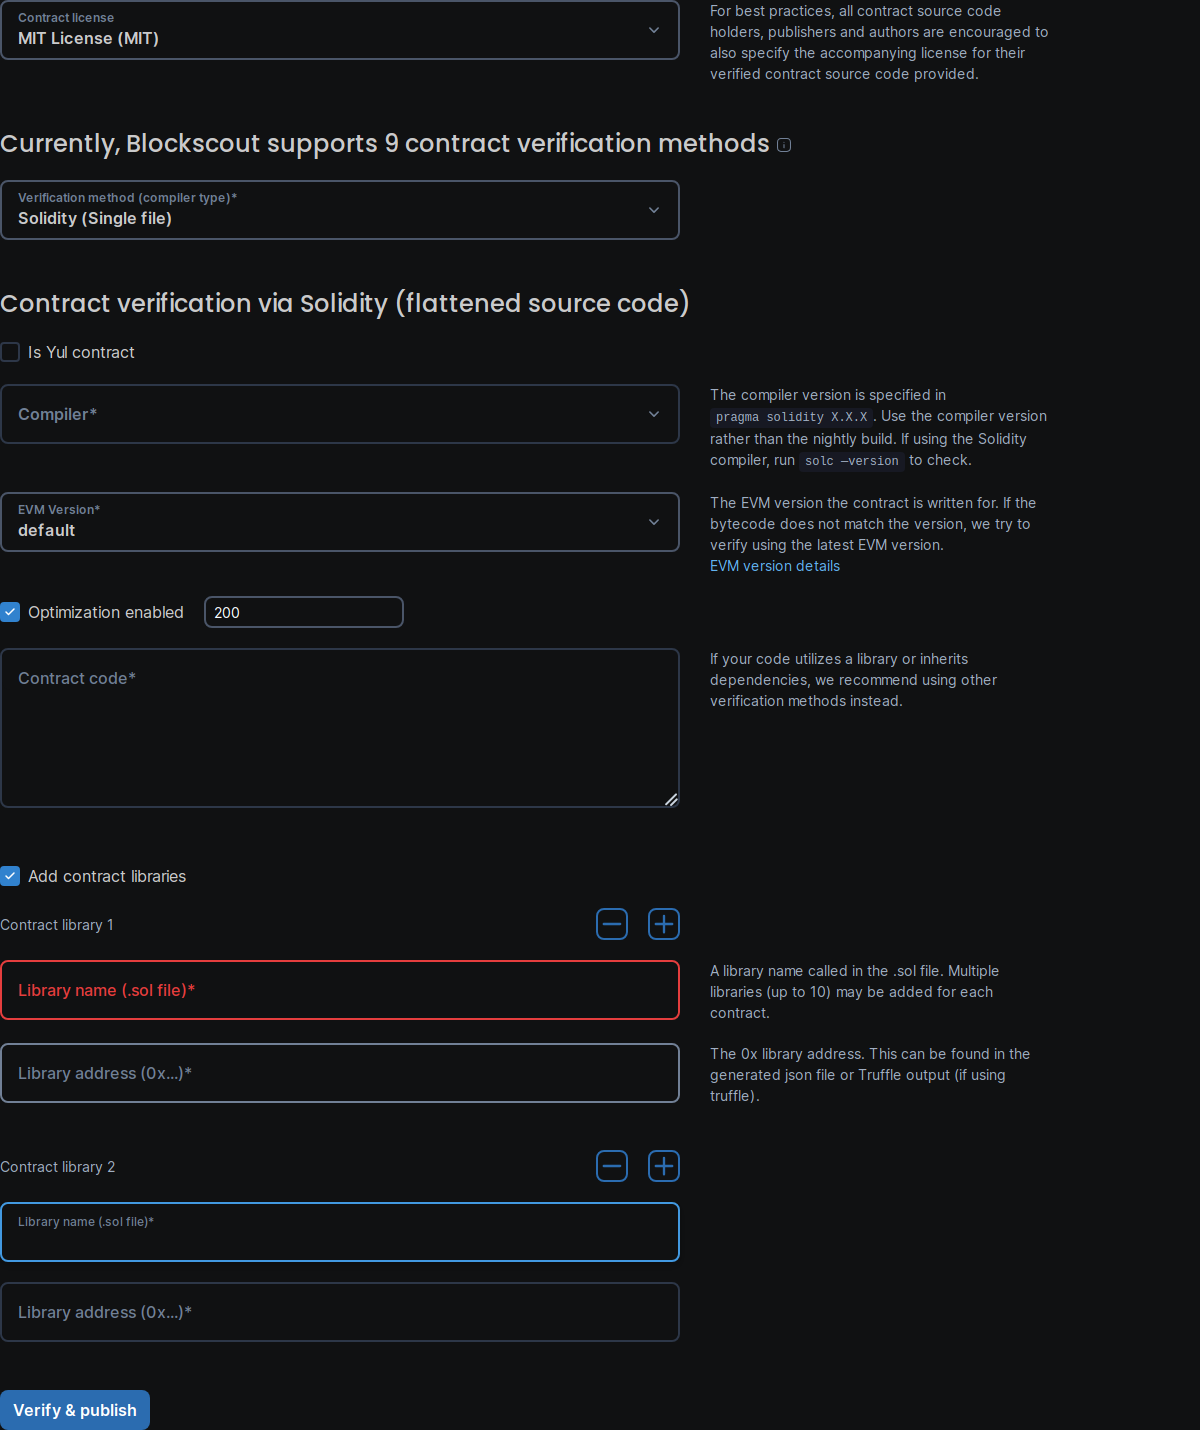 Contract license
MIT License (MIT)
For best practices, all contract source code
holders, publishers and authors are encouraged to
also specify the accompanying license for their
verified contract source code provided.
Currently, Blockscout supports 9 contract verification methods
Verification method (compiler type)*
Solidity (Single file)
Contract verification via Solidity (flattened source code)
Is Yul contract
Compiler*
The compiler version is specified in
pragma solidity X.X.X. Use the compiler version
rather than the nightly build. If using the Solidity
compiler, run solc —version to check.
EVM Version*
default
The EVM version the contract is written for. If the
bytecode does not match the version, we try to
verify using the latest EVM version.
EVM version details
Optimization enabled 200
Contract code*
If your code utilizes a library or inherits
dependencies, we recommend using other
verification methods instead.
Add contract libraries
Contract library 1
Library name (.sol file)*
A library name called in the .sol file. Multiple
libraries (up to 10) may be added for each
contract.
Library address (0x...)*
The 0x library address. This can be found in the
generated json file or Truffle output (if using
truffle).
Contract library 2
Library name (.sol file)*
Library address (0x...)*
Verify & publish